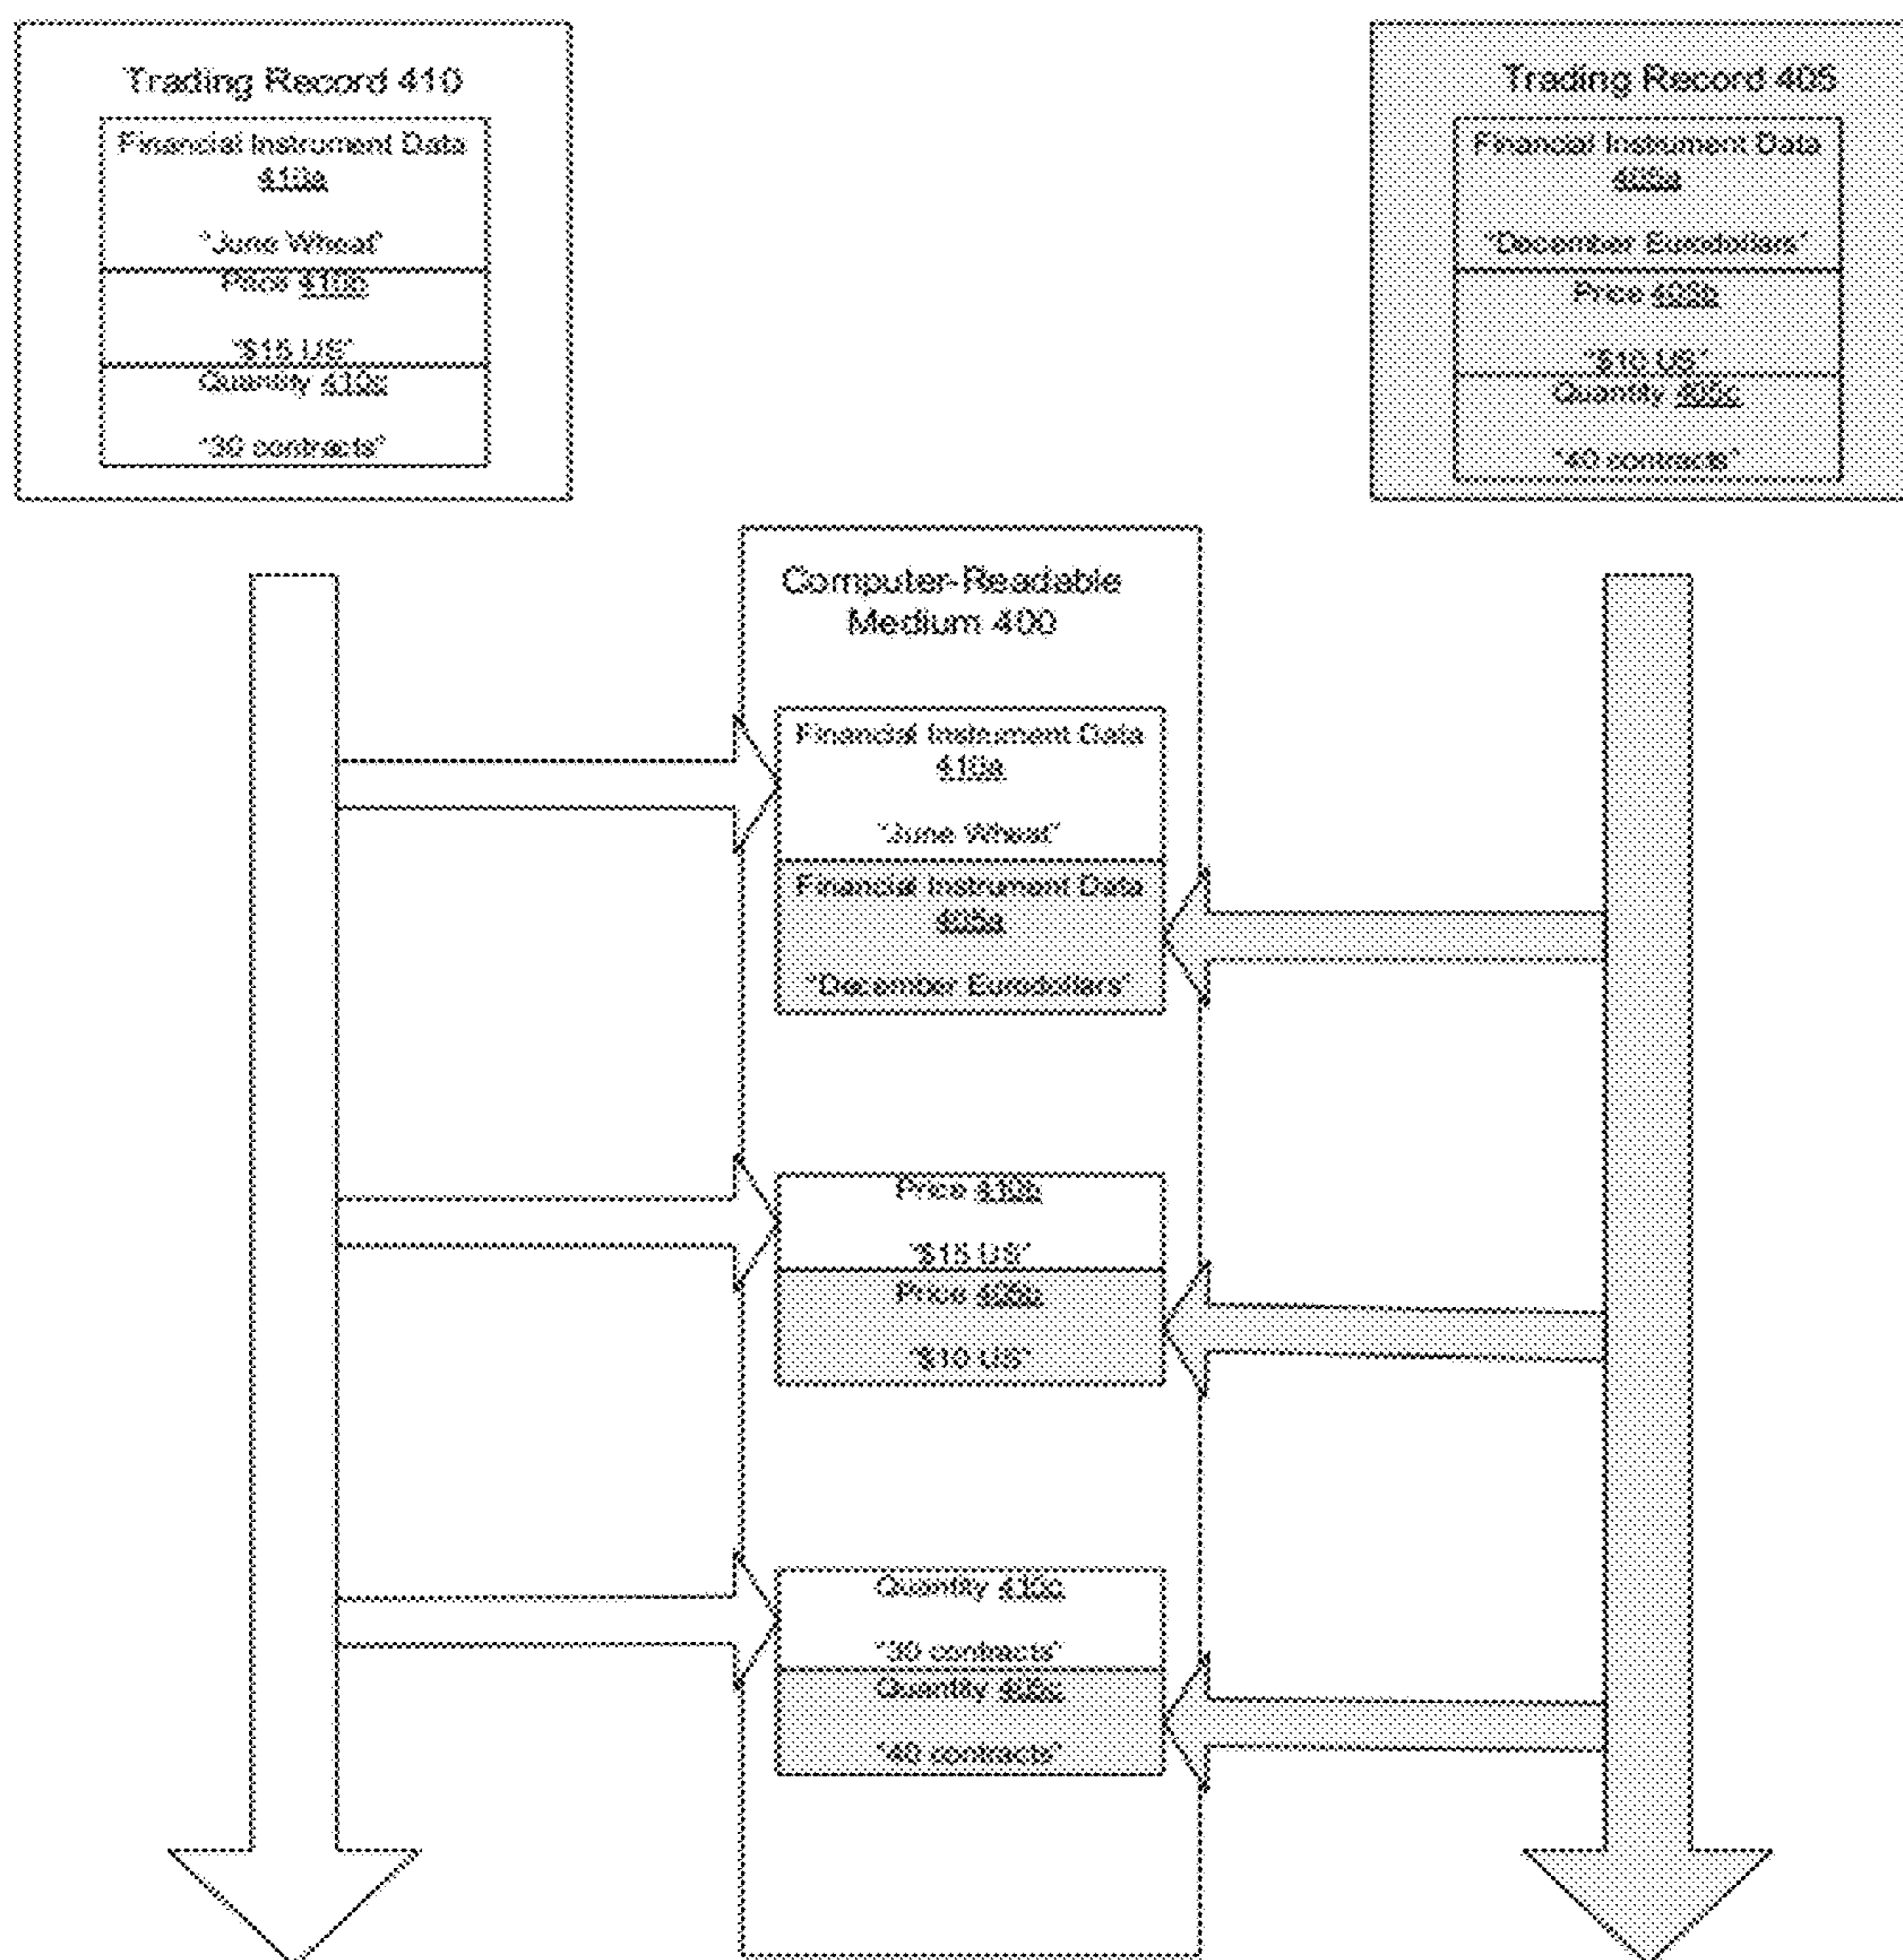 Trading Record 410
Financial Instrument Data
410a
"June Wheat"
Price 410b
"$15 US"
Quantity 410c
"30 contracts"
Trading Record 405
Financial Instrument Data
405a
"December Eurodollars"
Price 405b
"$10 US"
Quantity 405c
"40 contracts"
Computer-Readable
Medium 400
Financial Instrument Data
410a
"June Wheat"
Financial Instrument Data
405a
"December Eurodollars"
Price 410b
"$15 US"
Price 405b
"$10 US"
Quantity 410c
"30 contracts"
Quantity 405c
"40 contracts"